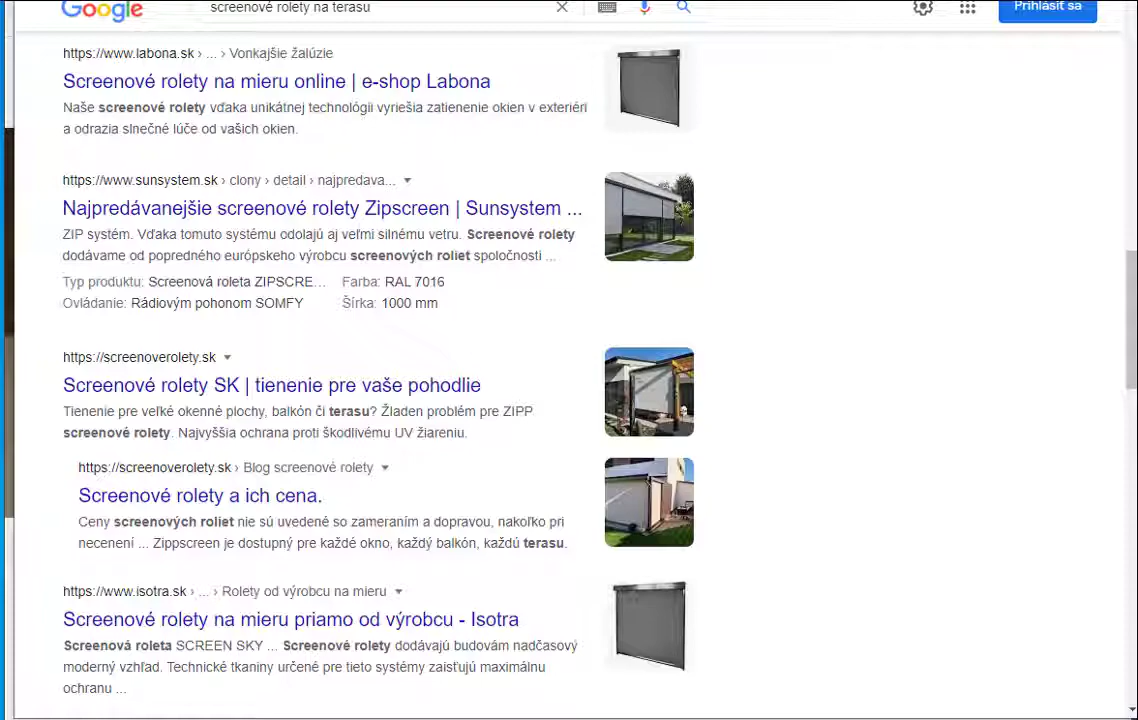 Google
screenové rolety na terasu
Prihlásiť sa
https://www.labona.sk › ... › Vonkajšie žalúzie
Screenové rolety na mieru online | e-shop Labona
Naše screenové rolety vďaka unikátnej technológii vyriešia zatienenie okien v exteriéri
a odrazia slnečné lúče od vašich okien.
https://www.sunsystem.sk › clony › detail › najpredava...
Najpredávanejšie screenové rolety Zipscreen | Sunsystem ...
ZIP systém. Vďaka tomuto systému odolajú aj veľmi silnému vetru. Screenové rolety
dodávame od popredného európskeho výrobcu screenových roliet spoločnosti ...
Typ produktu: Screenová roleta ZIPSCRE... Farba: RAL 7016
Ovládanie: Rádiovým pohonom SOMFY Šírka: 1000 mm
https://screenoverolety.sk
Screenové rolety SK | tienenie pre vaše pohodlie
Tienenie pre veľké okenné plochy, balkón či terasu? Žiaden problém pre ZIPP
screenové rolety. Najvyššia ochrana proti škodlivému UV žiareniu.
https://screenoverolety.sk › Blog screenové rolety
Screenové rolety a ich cena.
Ceny screenových roliet nie sú uvedené so zameraním a dopravou, nakoľko pri
necenení ... Zippscreen je dostupný pre každé okno, každý balkón, každú terasu.
https://www.isotra.sk › ... › Rolety od výrobcu na mieru
Screenové rolety na mieru priamo od výrobcu - Isotra
Screenová roleta SCREEN SKY ... Screenové rolety dodávajú budovám nadčasový
moderný vzhľad. Technické tkaniny určené pre tieto systémy zaisťujú maximálnu
ochranu ...